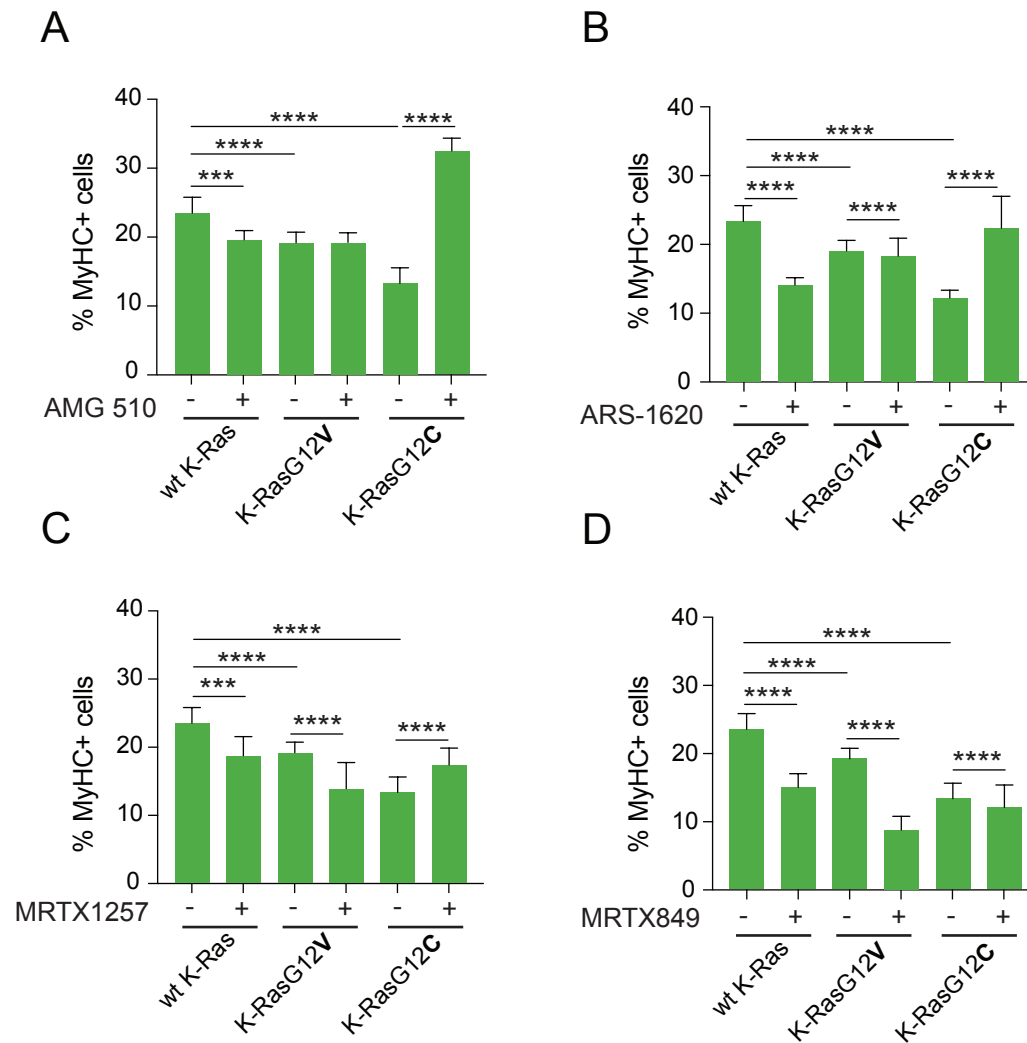 A
% MyHC+ cells
40
30
20
10
0
**** ****
****
***
AMG 510 - + - + - +
wt K-Ras K-RasG12V K-RasG12C
B
% MyHC+ cells
40
30
20
10
0
****
****
**** **** ****
ARS-1620 - + - + - +
wt K-Ras K-RasG12V K-RasG12C
C
% MyHC+ cells
40
30
20
10
0
****
****
*** **** ****
MRTX1257 - + - + - +
wt K-Ras K-RasG12V K-RasG12C
D
% MyHC+ cells
40
30
20
10
0
****
****
**** **** ****
MRTX849 - + - + - +
wt K-Ras K-RasG12V K-RasG12C